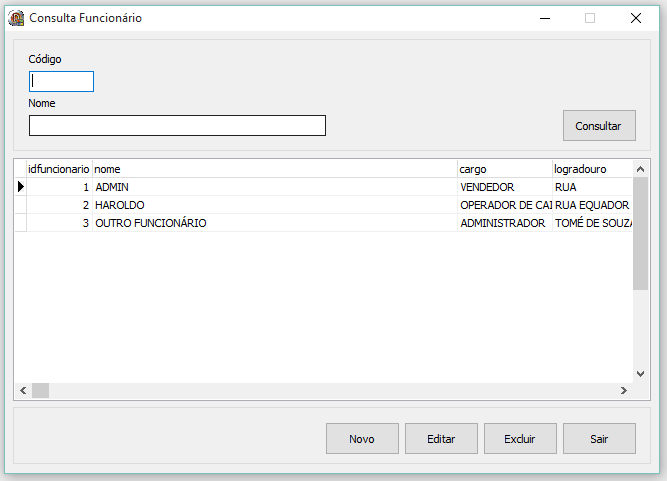 Consulta Funcionário
Código
Nome
Consultar
idfuncionario nome cargo logradouro
1 ADMIN VENDEDOR RUA
2 HAROLDO OPERADOR DE CAI RUA EQUADOR
3 OUTRO FUNCIONÁRIO ADMINISTRADOR TOMÉ DE SOUZA
Novo Editar Excluir Sair